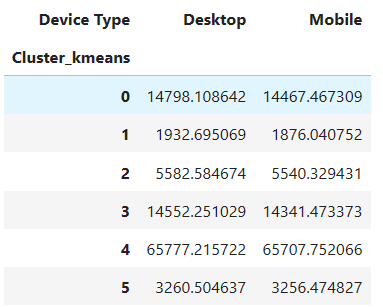 Device Type Desktop Mobile
Cluster_kmeans
0 14798.108642 14467.467309
1 1932.695069 1876.040752
2 5582.584674 5540.329431
3 14552.251029 14341.473373
4 65777.215722 65707.752066
5 3260.504637 3256.474827